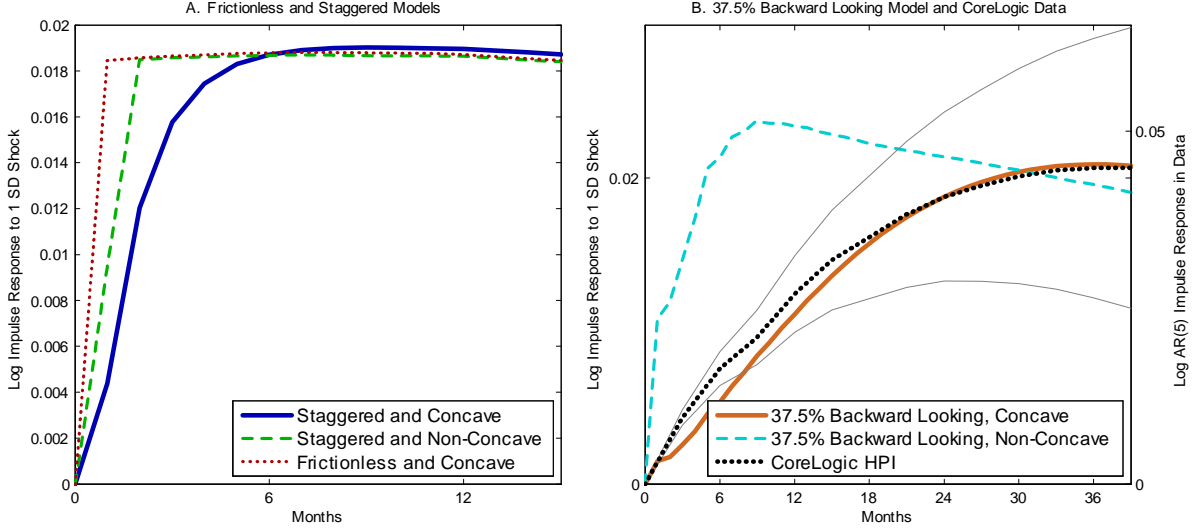 A. Frictionless and Staggered Models
0.02
0.018
0.016
0.014
0.012
0.01
0.008
0.006
0.004
0.002
0
Log Impulse Response to 1 SD Shock
Staggered and Concave
Staggered and Non-Concave
Frictionless and Concave
0
6
12
Months
B. 37.5% Backward Looking Model and CoreLogic Data
0.02
0
Log Impulse Response to 1 SD Shock
0.05
0
Log AR(5) Impulse Response in Data
37.5% Backward Looking, Concave
37.5% Backward Looking, Non-Concave
CoreLogic HPI
0
6
12
18
24
30
36
Months